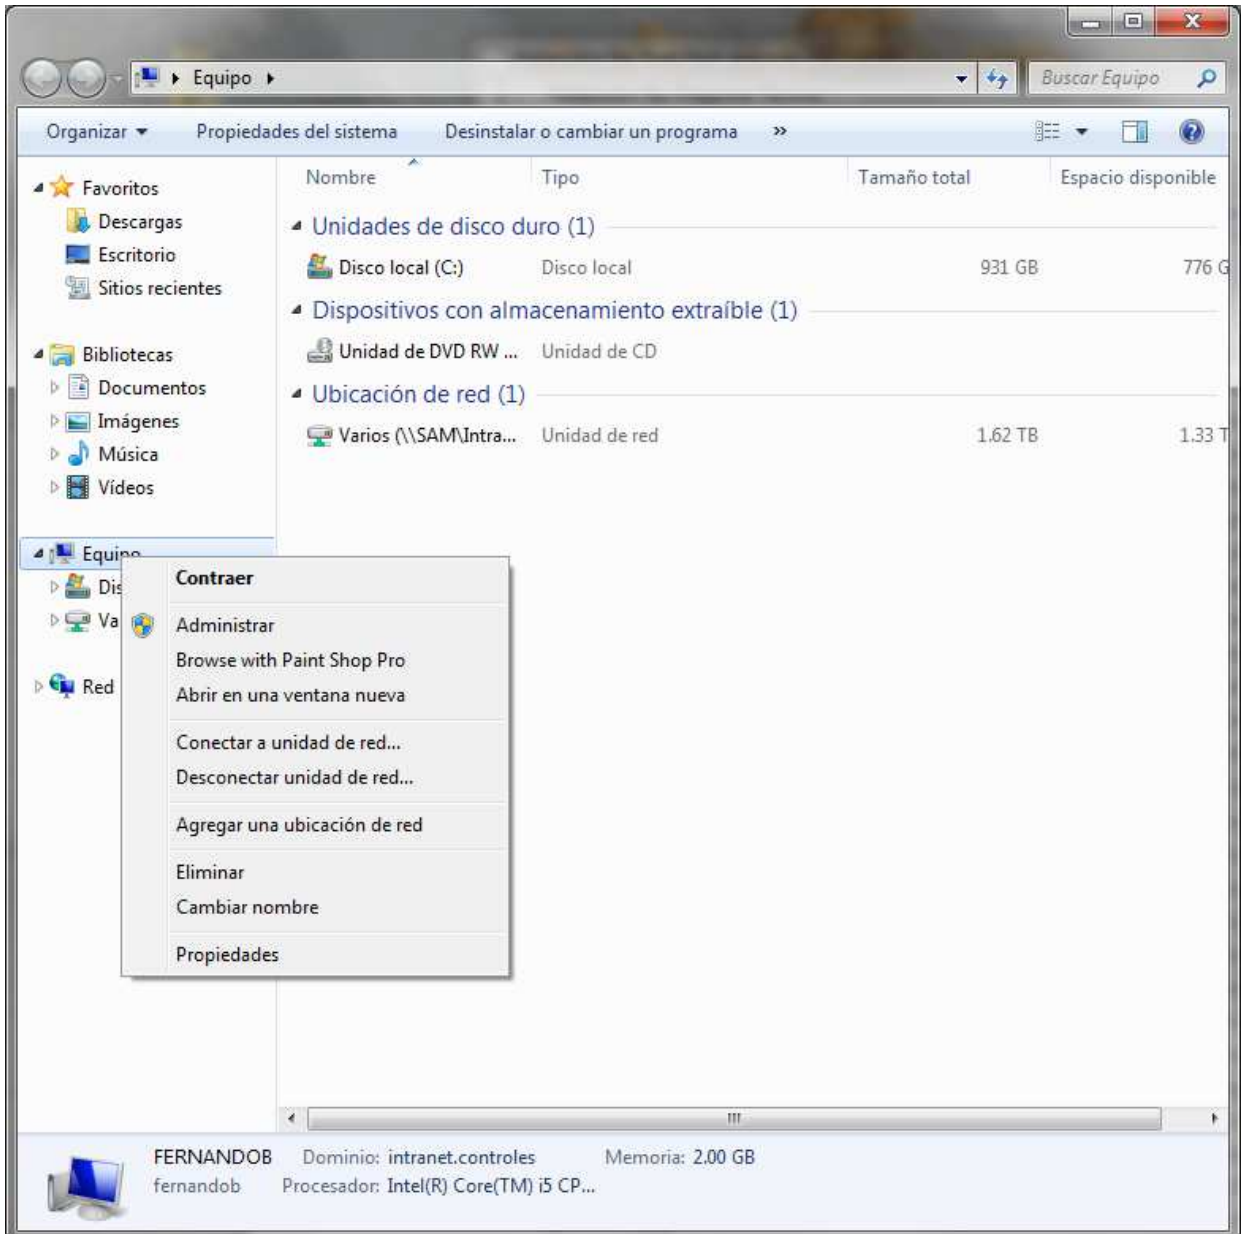 Equipo
Buscar Equipo
Organizar Propiedades del sistema Desinstalar o cambiar un programa »
Favoritos
Descargas
Escritorio
Sitios recientes
Bibliotecas
Documentos
Imágenes
Música
Vídeos
Equipo
Dis
Va
Red
Nombre Tipo Tamaño total Espacio disponible
Unidades de disco duro (1)
Disco local (C:) Disco local 931 GB 776 G
Dispositivos con almacenamiento extraíble (1)
Unidad de DVD RW ... Unidad de CD
Ubicación de red (1)
Varios (\\SAM\Intra... Unidad de red 1.62 TB 1.33 T
Contraer
Administrar
Browse with Paint Shop Pro
Abrir en una ventana nueva
Conectar a unidad de red...
Desconectar unidad de red...
Agregar una ubicación de red
Eliminar
Cambiar nombre
Propiedades
FERNANDOB Dominio: intranet.controles Memoria: 2.00 GB
fernandob Procesador: Intel(R) Core(TM) i5 CP...